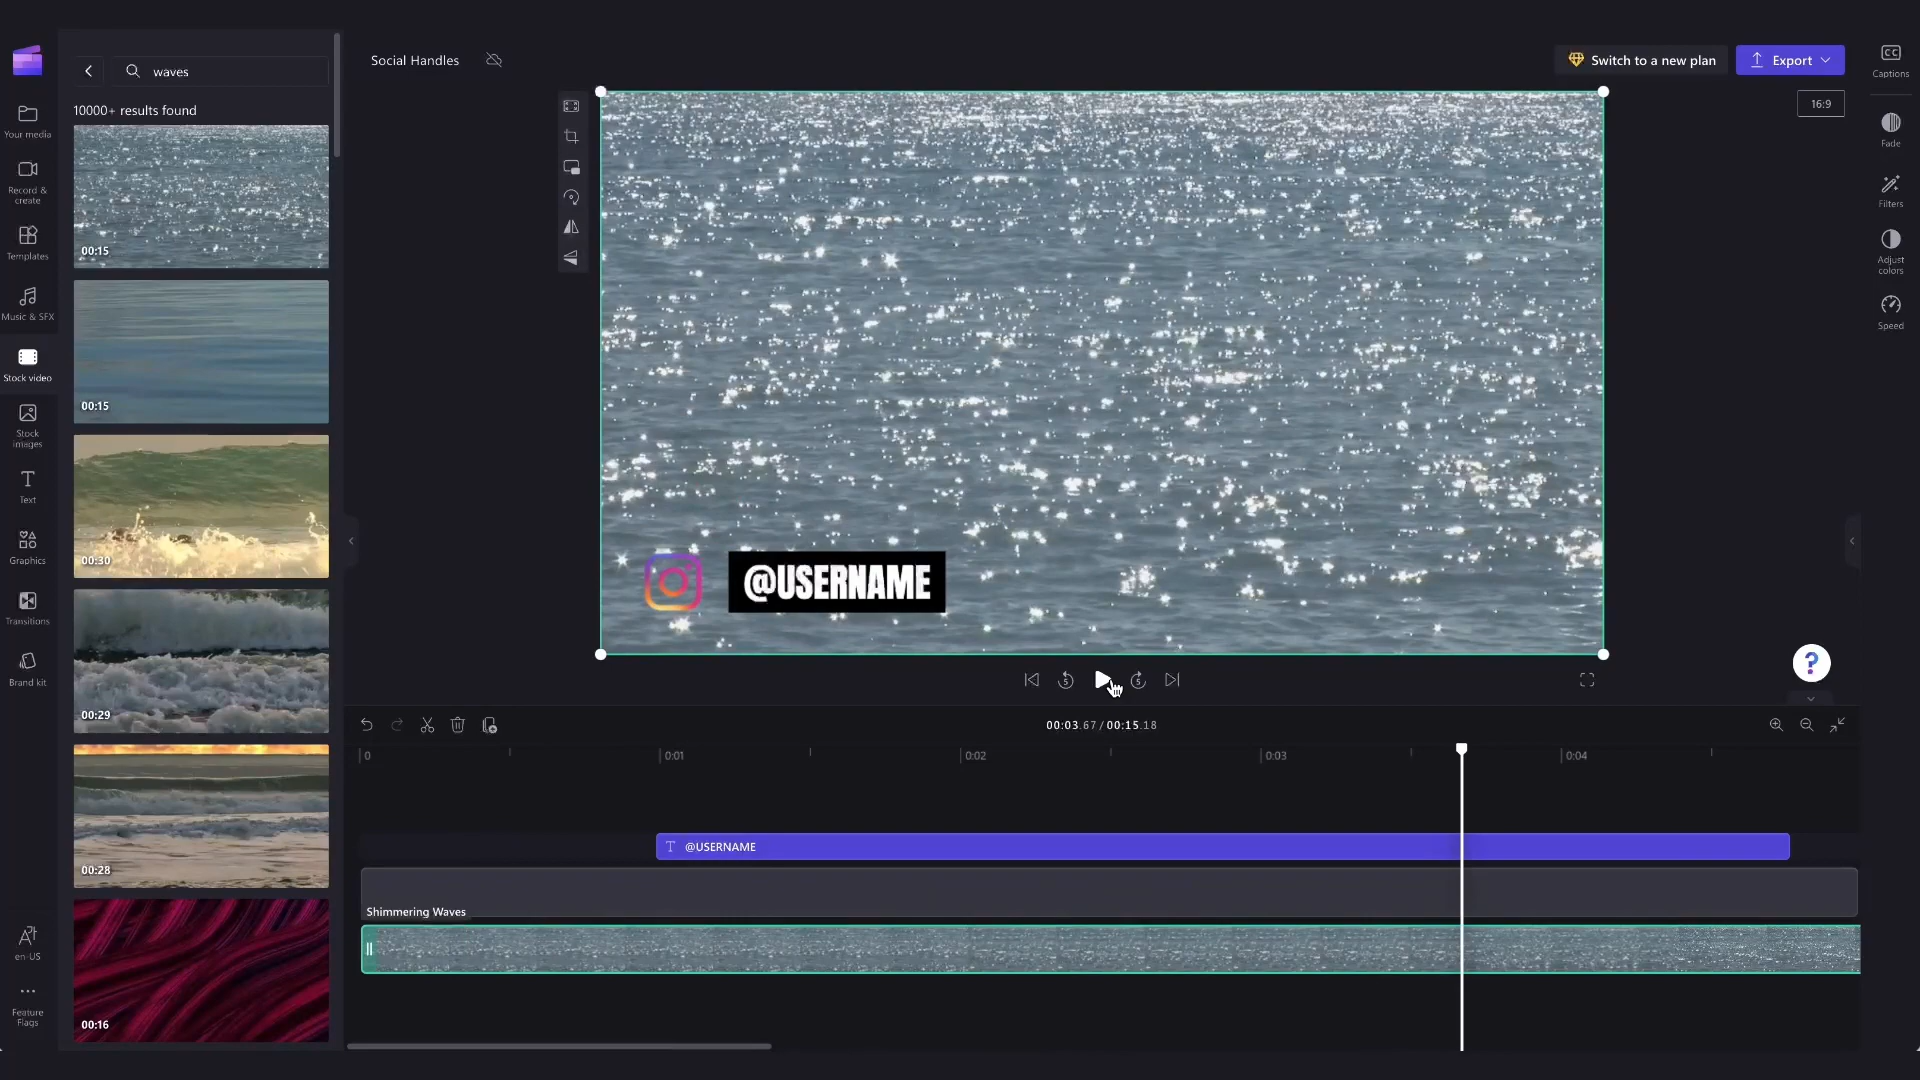 waves
Social Handles
Switch to a new plan
Export
Captions
10000+ results found
16:9
Your media
Fade
Record &
create
Filters
Templates
00:15
Adjust
colors
Music & SFX
Speed
Stock video
00:15
Stock
images
Text
Graphics
00:30
@USERNAME
Transitions
Brand kit
?
5
5
00:29
00:03.67 / 00:15.18
0
0:01
0:02
0:03
0:04
@USERNAME
00:28
Shimmering Waves
en-US
Feature
Flags
00:16